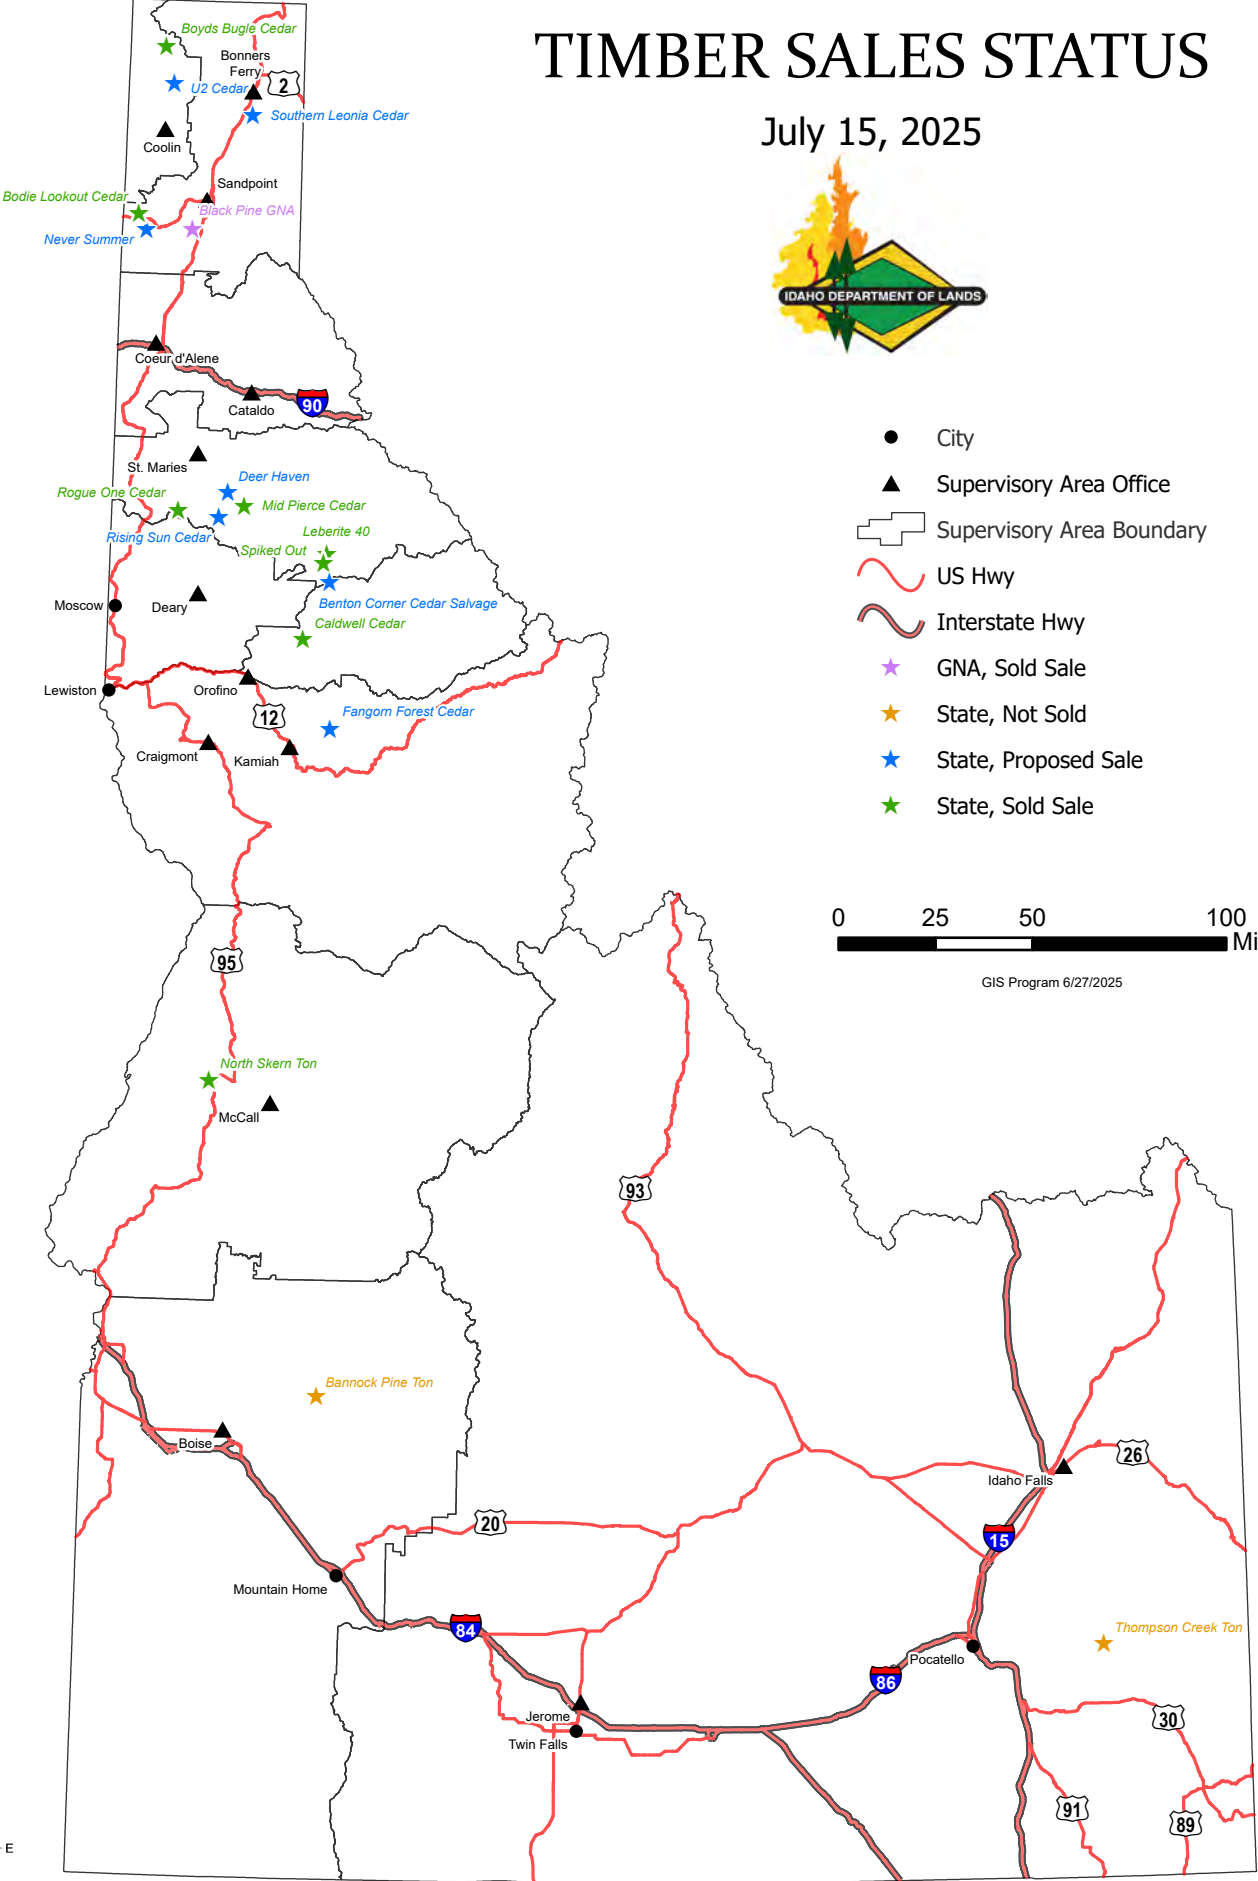 TIMBER SALES STATUS
July 15, 2025
IDAHO DEPARTMENT OF LANDS
City
Supervisory Area Office
Supervisory Area Boundary
US Hwy
Interstate Hwy
GNA, Sold Sale
State, Not Sold
State, Proposed Sale
State, Sold Sale
0 25 50 100
Mi
GIS Program 6/27/2025
Boyds Bugle Cedar
Bonners
Ferry
2
U2 Cedar
Southern Leonia Cedar
Coolin
Sandpoint
Bodie Lookout Cedar
Black Pine GNA
Never Summer
Coeur d'Alene
Cataldo
90
St. Maries
Deer Haven
Rogue One Cedar
Mid Pierce Cedar
Rising Sun Cedar
Leberite 40
Spiked Out
Moscow
Deary
Benton Corner Cedar Salvage
Caldwell Cedar
Lewiston
Orofino
12
Fangorn Forest Cedar
Craigmont
Kamiah
95
North Skern Ton
McCall
93
Bannock Pine Ton
Boise
26
Idaho Falls
20
15
Mountain Home
84
Thompson Creek Ton
Pocatello
86
Jerome
Twin Falls
30
91
89
E